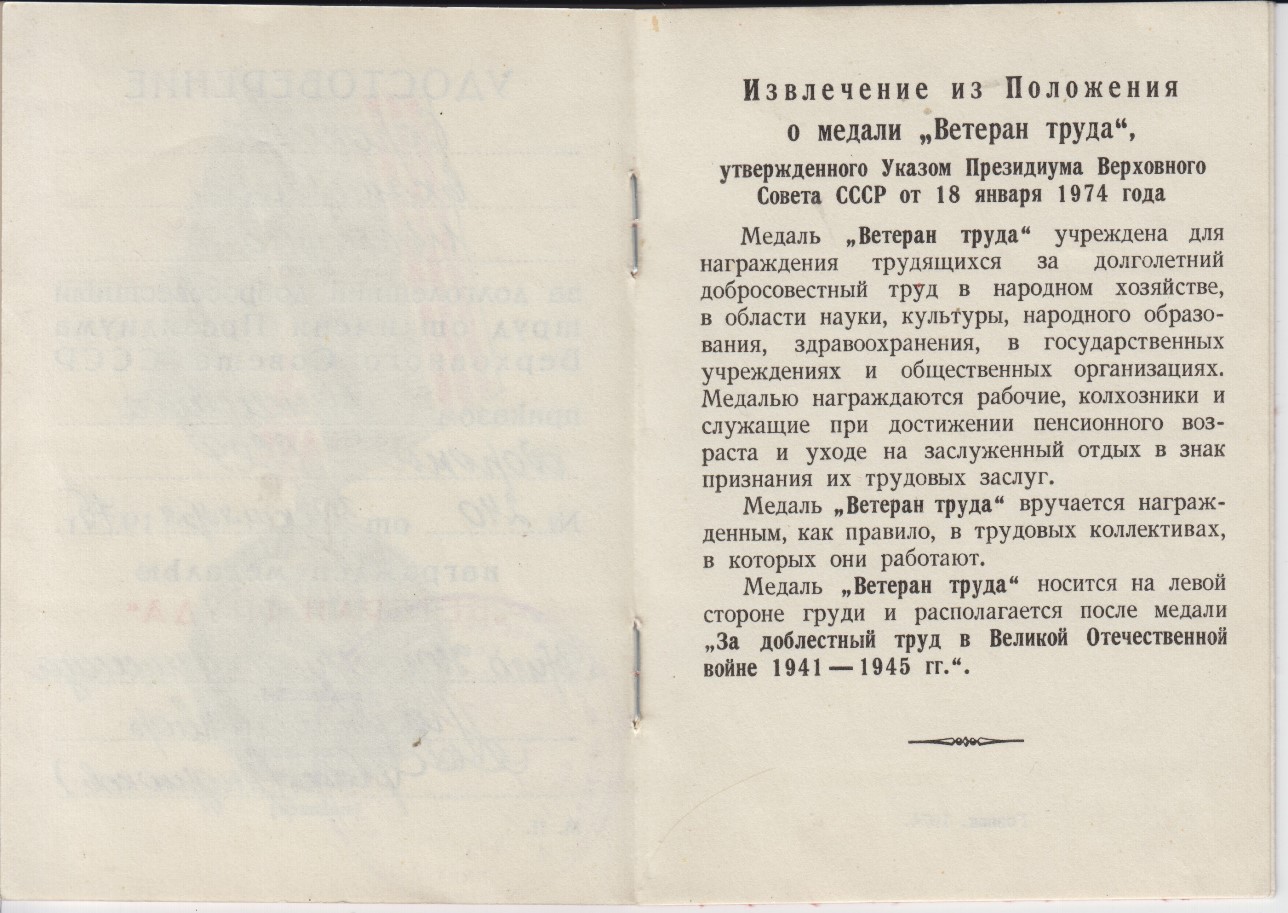 Извлечение из Положения
о медали „Ветеран труда“,
утвержденного Указом Президиума Верховного
Совета СССР от 18 января 1974 года
Медаль „Ветеран труда“ учреждена для
награждения трудящихся за долголетний
добросовестный труд в народном хозяйстве,
в области науки, культуры, народного образо-
вания, здравоохранения, в государственных
учреждениях и общественных организациях.
Медалью награждаются рабочие, колхозники и
служащие при достижении пенсионного воз-
раста и уходе на заслуженный отдых в знак
признания их трудовых заслуг.
Медаль „Ветеран труда“ вручается награж-
денным, как правило, в трудовых коллективах,
в которых они работают.
Медаль „Ветеран труда“ носится на левой
стороне груди и располагается после медали
„За доблестный труд в Великой Отечественной
войне 1941 — 1945 гг.“.